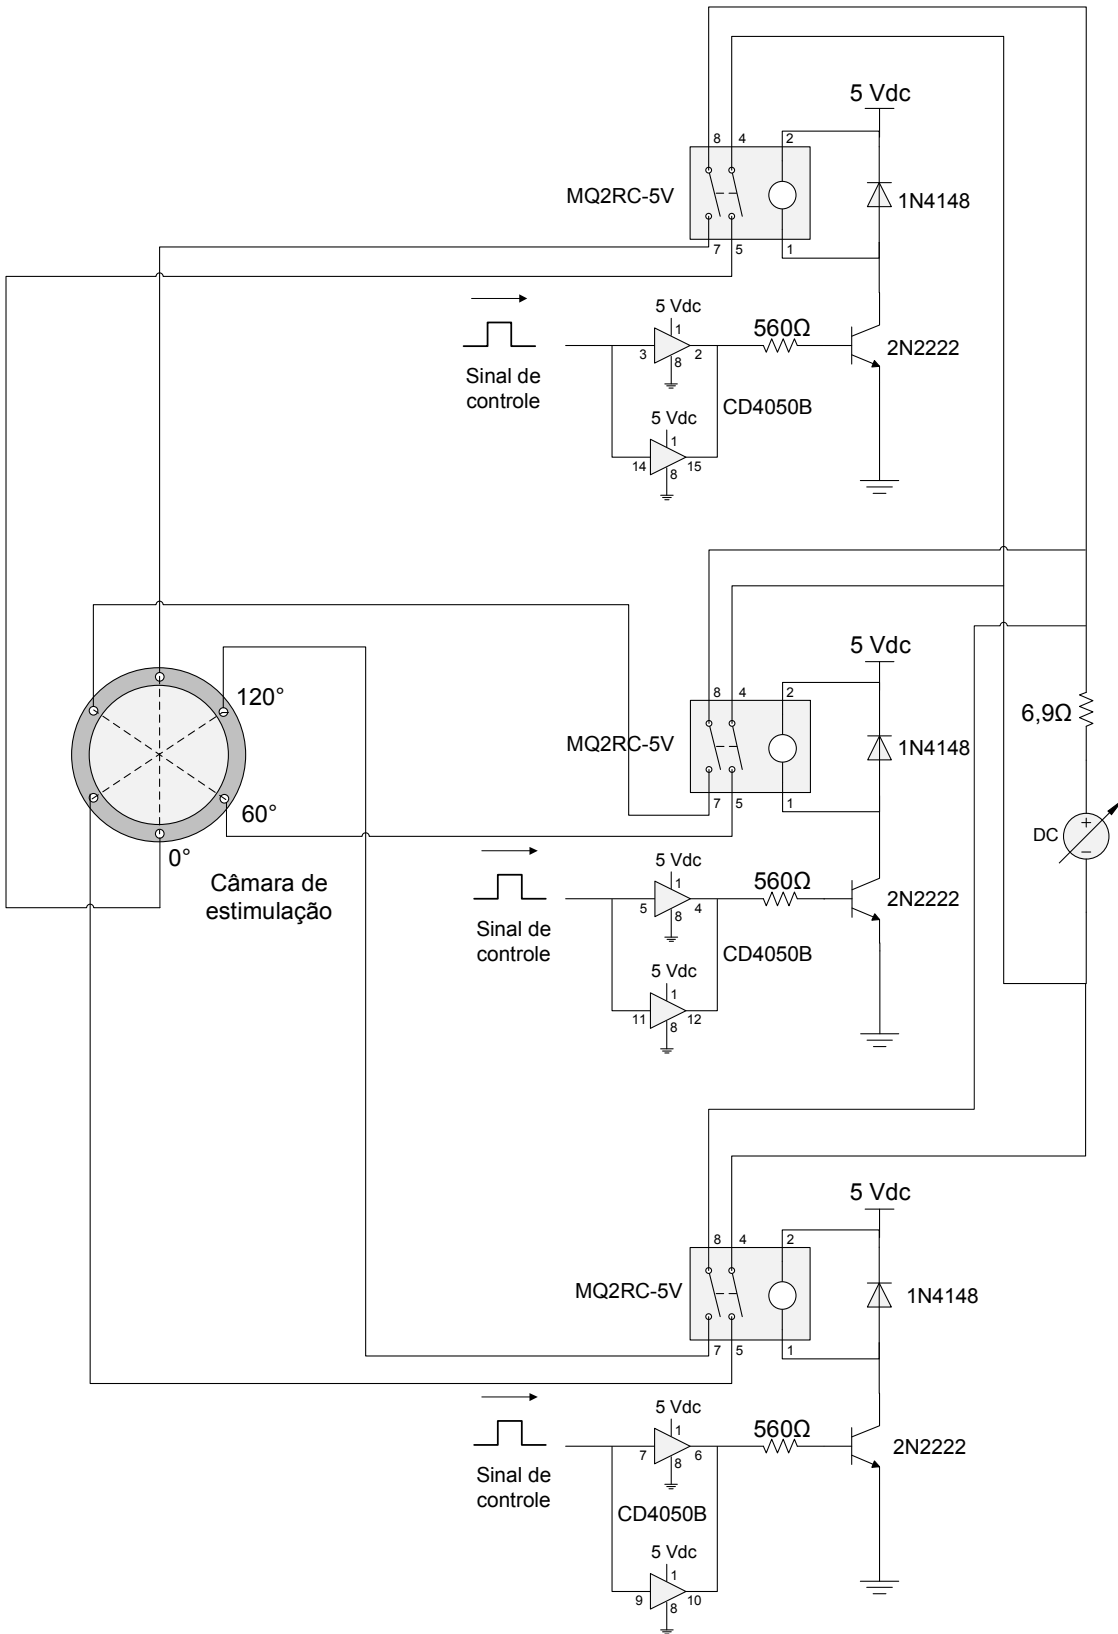 5 Vdc
8 4 2
MQ2RC-5V
1N4148
7 5 1
5 Vdc
1
560Ω
3 2
8
2N2222
Sinal de
controle
CD4050B
5 Vdc
1
14 15
8
5 Vdc
8 4 2
120°
6,9Ω
MQ2RC-5V
1N4148
7 5 1
60°
0°
DC
+
−
Câmara de
estimulação
5 Vdc
1
560Ω
5 4
8
2N2222
Sinal de
controle
CD4050B
5 Vdc
1
11 12
8
5 Vdc
8 4 2
MQ2RC-5V
1N4148
7 5 1
5 Vdc
1
560Ω
7 6
8
2N2222
Sinal de
controle
CD4050B
5 Vdc
1
9 10
8